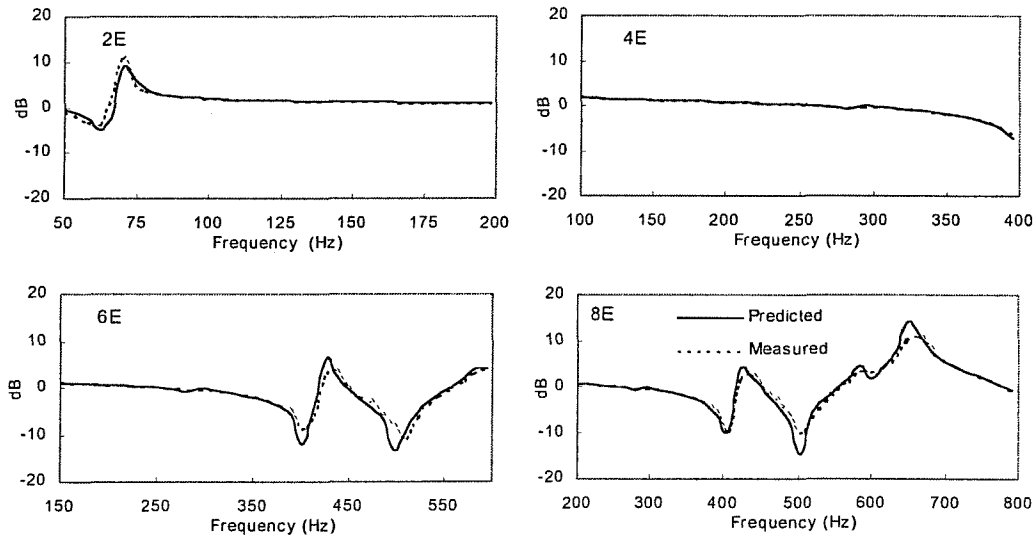 20
2E
10
0
-10
-20
dB
50 75 100 125 150 175 200
Frequency (Hz)
20
4E
10
0
-10
-20
dB
100 150 200 250 300 350 400
Frequency (Hz)
20
6E
10
0
-10
-20
dB
150 250 350 450 550
Frequency (Hz)
20
8E
Predicted
10
Measured
0
-10
-20
dB
200 300 400 500 600 700 800
Frequency (Hz)